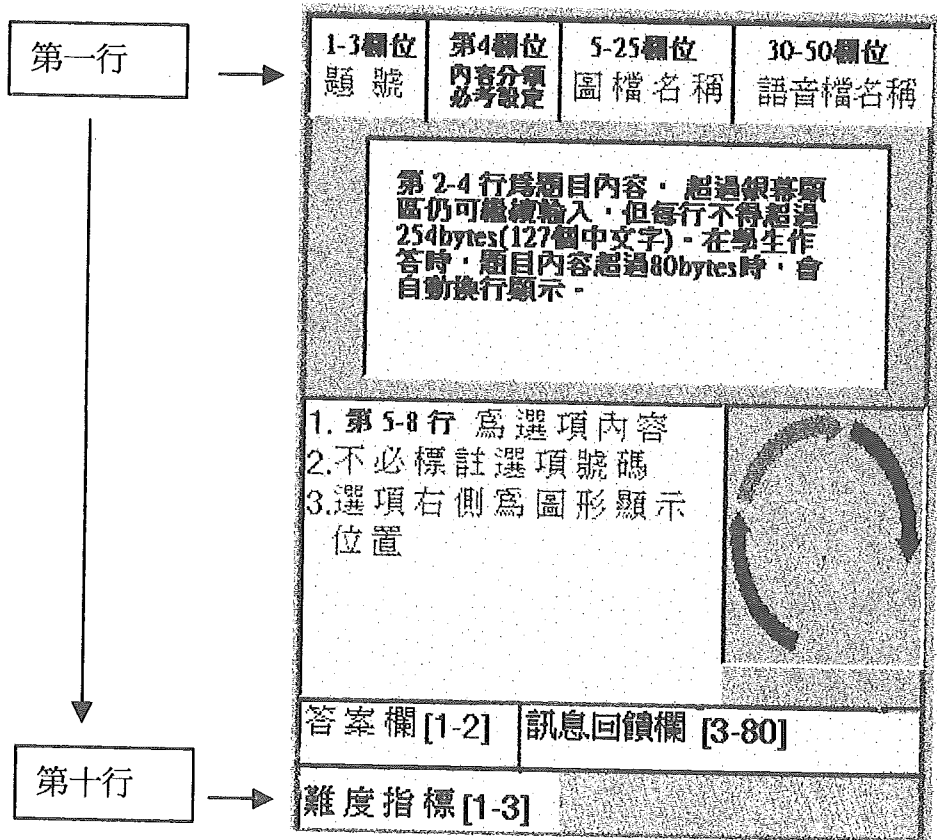 第一行
1-3欄位
題號
第4欄位
內容分類
必考設定
5-25欄位
圖檔名稱
30-50欄位
語音檔名稱
第 2-4 行為題目內容. 超過銀幕顯
區仍可繼續輸入.但每行不得超過
254bytes(127個中文字)。在學生作
答時.題目內容超過80bytes時.會
自動換行顯示。
1. 第 5-8 行 為選項內容
2.不必標註選項號碼
3.選項右側為圖形顯示
位置
答案欄[1-2]
訊息回饋欄 [3-80]
第十行
難度指標[1-3]